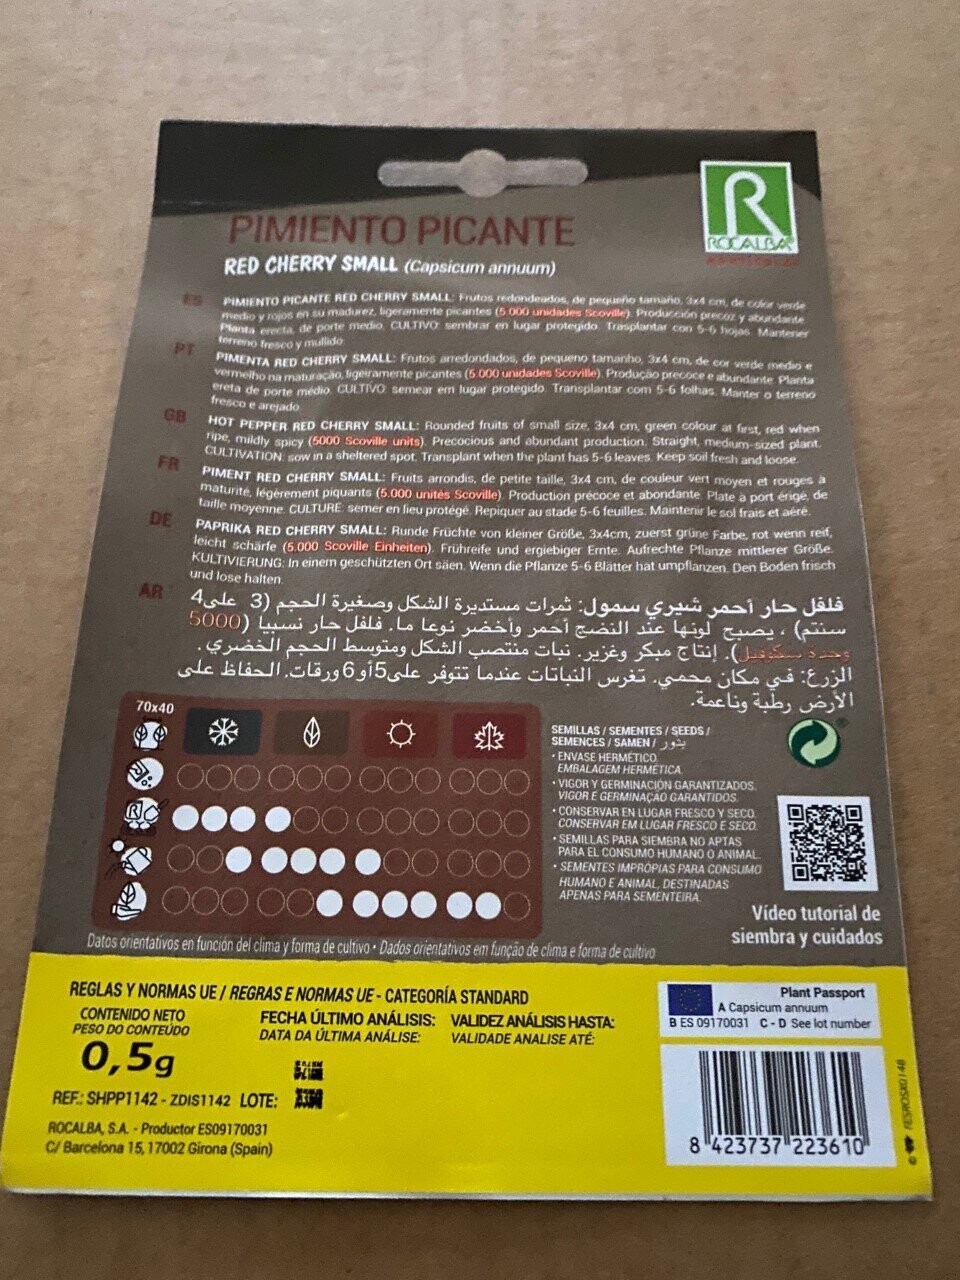 PIMIENTO PICANTE
RED CHERRY SMALL (Capsicum annuum)
R
ROCALBA
ES
PIMIENTO PICANTE RED CHERRY SMALL: Frutos redondeados, de pequeño tamaño, 3x4 cm, de color verde
medio y rojos en su madurez, ligeramente picantes (5.000 unidades Scoville). Producción precoz y abundante.
Planta erecta, de porte medio. CULTIVO: sembrar en lugar protegido. Trasplantar con 5-6 hojas. Mantener
terreno fresco y mullido.
PT
PIMENTA RED CHERRY SMALL: Frutos arredondados, de pequeno tamanho, 3x4 cm, de cor verde medio e
vermelho na maturação, ligeiramente picantes (5.000 unidades Scoville). Produção precoce e abundante. Planta
ereta de porte médio. CULTIVO: semear em lugar protegido. Transplantar com 5-6 folhas. Manter o terreno
fresco e arejado.
GB
HOT PEPPER RED CHERRY SMALL: Rounded fruits of small size, 3x4 cm, green colour at first, red when
ripe, mildly spicy (5000 Scoville units). Precocious and abundant production. Straight, medium-sized plant.
CULTIVATION: sow in a sheltered spot. Transplant when the plant has 5-6 leaves. Keep soil fresh and loose.
FR
PIMENT RED CHERRY SMALL: Fruits arrondis, de petite taille, 3x4 cm, de couleur vert moyen et rouges à
maturité, légèrement piquants (5.000 unités Scoville). Production précoce et abondante. Plate à port érigé, de
taille moyenne. CULTURE: semer en lieu protégé. Repiquer au stade 5-6 feuilles. Maintenir le sol frais et aéré.
DE
PAPRIKA RED CHERRY SMALL: Runde Früchte von kleiner Größe, 3x4cm, zuerst grüne Farbe, rot wenn reif,
leicht schärfe (5.000 Scoville Einheiten). Frühreife und ergiebiger Ernte. Aufrechte Pflanze mittlerer Größe.
KULTIVIERUNG: In einem geschützten Ort säen. Wenn die Pflanze 5-6 Blätter hat umpflanzen. Den Boden frisch
und lose halten.
AR
فلفل حار أحمر شيري سمول: ثمرات مستديرة الشكل وصغيرة الحجم (3 على4
سنتم) ، يصبح لونها عند النضج أحمر وأخضر نوعا ما. فلفل حار نسبيا (5000
وحدة سكوفيل). إنتاج مبكر وغزير. نبات منتصب الشكل ومتوسط الحجم الخضري.
الزرع: في مكان محمي. تغرس النباتات عندما تتوفر على5أو6ورقات. الحفاظ على
الأرض رطبة وناعمة.
70x40
SEMILLAS / SEMENTES / SEEDS /
SEMENCES / SAMEN / بذور
• ENVASE HERMÉTICO.
EMBALAGEM HERMÉTICA.
• VIGOR Y GERMINACIÓN GARANTIZADOS.
VIGOR E GERMINAÇÃO GARANTIDOS.
• CONSERVAR EN LUGAR FRESCO Y SECO.
CONSERVAR EM LUGAR FRESCO E SECO.
• SEMILLAS PARA SIEMBRA NO APTAS
PARA EL CONSUMO HUMANO O ANIMAL.
• SEMENTES IMPRÓPIAS PARA CONSUMO
HUMANO E ANIMAL, DESTINADAS
APENAS PARA SEMENTEIRA.
Vídeo tutorial de
siembra y cuidados
Datos orientativos en función del clima y forma de cultivo • Dados orientativos em função de clima e forma de cultivo
REGLAS Y NORMAS UE / REGRAS E NORMAS UE - CATEGORÍA STANDARD
CONTENIDO NETO
PESO DO CONTEÚDO
0,5g
FECHA ÚLTIMO ANÁLISIS:
DATA DA ÚLTIMA ANÁLISE:
VALIDEZ ANÁLISIS HASTA:
VALIDADE ANALISE ATÉ:
REF.: SHPP1142 - ZDIS1142 LOTE:
ROCALBA, S.A. - Productor ES09170031
C/ Barcelona 15, 17002 Girona (Spain)
Plant Passport
A Capsicum annuum
B ES 09170031 C - D See lot number
8 423737 223610
FESROSX0148